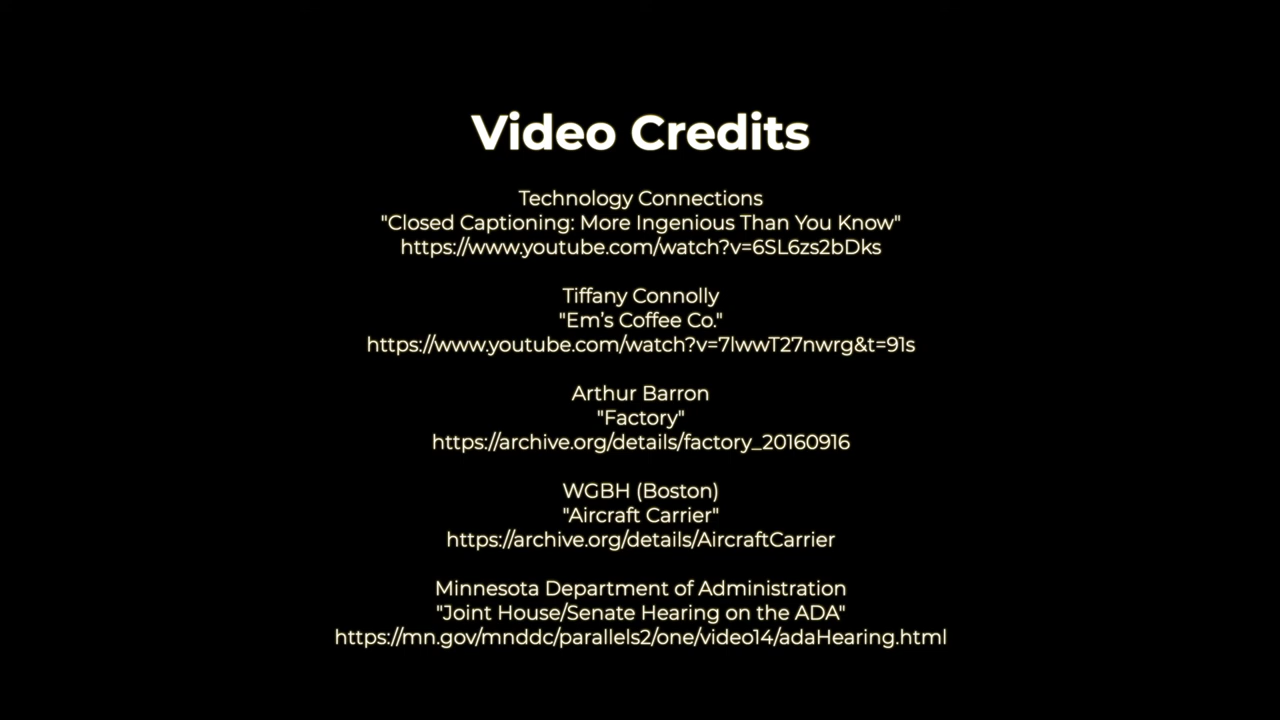 Video Credits
Technology Connections
"Closed Captioning: More Ingenious Than You Know"
https://www.youtube.com/watch?v=6SL6zs2bDks
Tiffany Connolly
"Em’s Coffee Co."
https://www.youtube.com/watch?v=7lwwT27nwrg&t=91s
Arthur Barron
"Factory"
https://archive.org/details/factory_20160916
WGBH (Boston)
"Aircraft Carrier"
https://archive.org/details/AircraftCarrier
Minnesota Department of Administration
"Joint House/Senate Hearing on the ADA"
https://mn.gov/mnddc/parallels2/one/video14/adaHearing.html